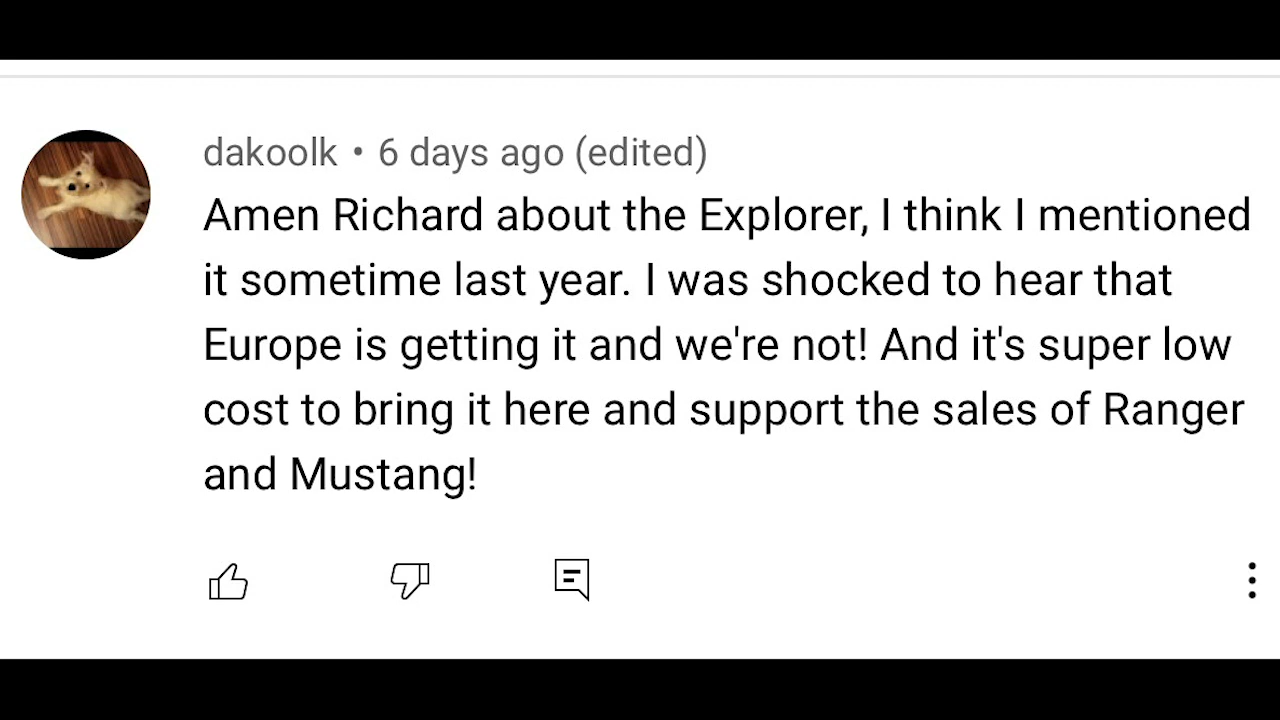 dakoolk • 6 days ago (edited)
Amen Richard about the Explorer, I think I mentioned
it sometime last year. I was shocked to hear that
Europe is getting it and we're not! And it's super low
cost to bring it here and support the sales of Ranger
and Mustang!